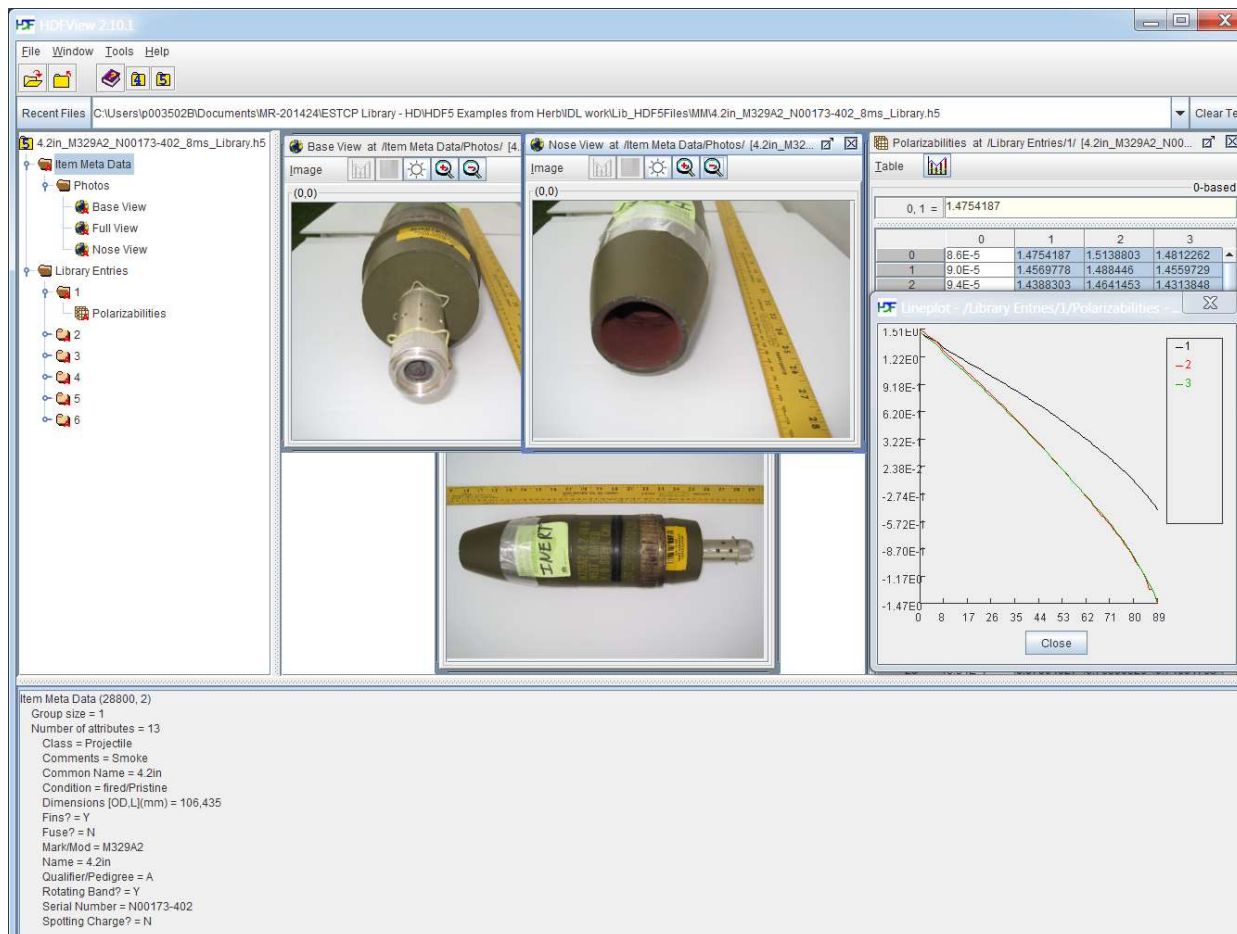 HDFView 2.10.1
File Window Tools Help
Recent Files C:\Users\p003502B\Documents\MR-201424\ESTCP Library - HD\HDF5 Examples from Herb\IDL work\Lib_HDF5Files\MM\4.2in_M329A2_N00173-402_8ms_Library.h5 Clear Te
4.2in_M329A2_N00173-402_8ms_Library.h5
Item Meta Data
Photos
Base View
Full View
Nose View
Library Entries
1
Polarizabilities
2
3
4
5
6
Base View at /Item Meta Data/Photos/ [4.
Image
(0,0)
Nose View at /Item Meta Data/Photos/ [4.2in_M32...
Image
(0,0)
INERT
Polarizabilities at /Library Entries/1/ [4.2in_M329A2_N00...
Table
0-based
0, 1 = 1.4754187
0 1 2 3
0 8.6E-5 1.4754187 1.5138803 1.4812262
1 9.0E-5 1.4569778 1.488446 1.4559729
2 9.4E-5 1.4388303 1.4641453 1.4313848
Lineplot - /Library Entries/1/Polarizabilities - ...
1.51E0
1.22E0
9.18E-1
6.20E-1
3.22E-1
2.38E-2
-2.74E-1
-5.72E-1
-8.70E-1
-1.17E0
-1.47E0
0 8 17 26 35 44 53 62 71 80 89
1
2
3
Close
Item Meta Data (28800, 2)
Group size = 1
Number of attributes = 13
Class = Projectile
Comments = Smoke
Common Name = 4.2in
Condition = fired/Pristine
Dimensions [OD,L](mm) = 106,435
Fins? = Y
Fuse? = N
Mark/Mod = M329A2
Name = 4.2in
Qualifier/Pedigree = A
Rotating Band? = Y
Serial Number = N00173-402
Spotting Charge? = N